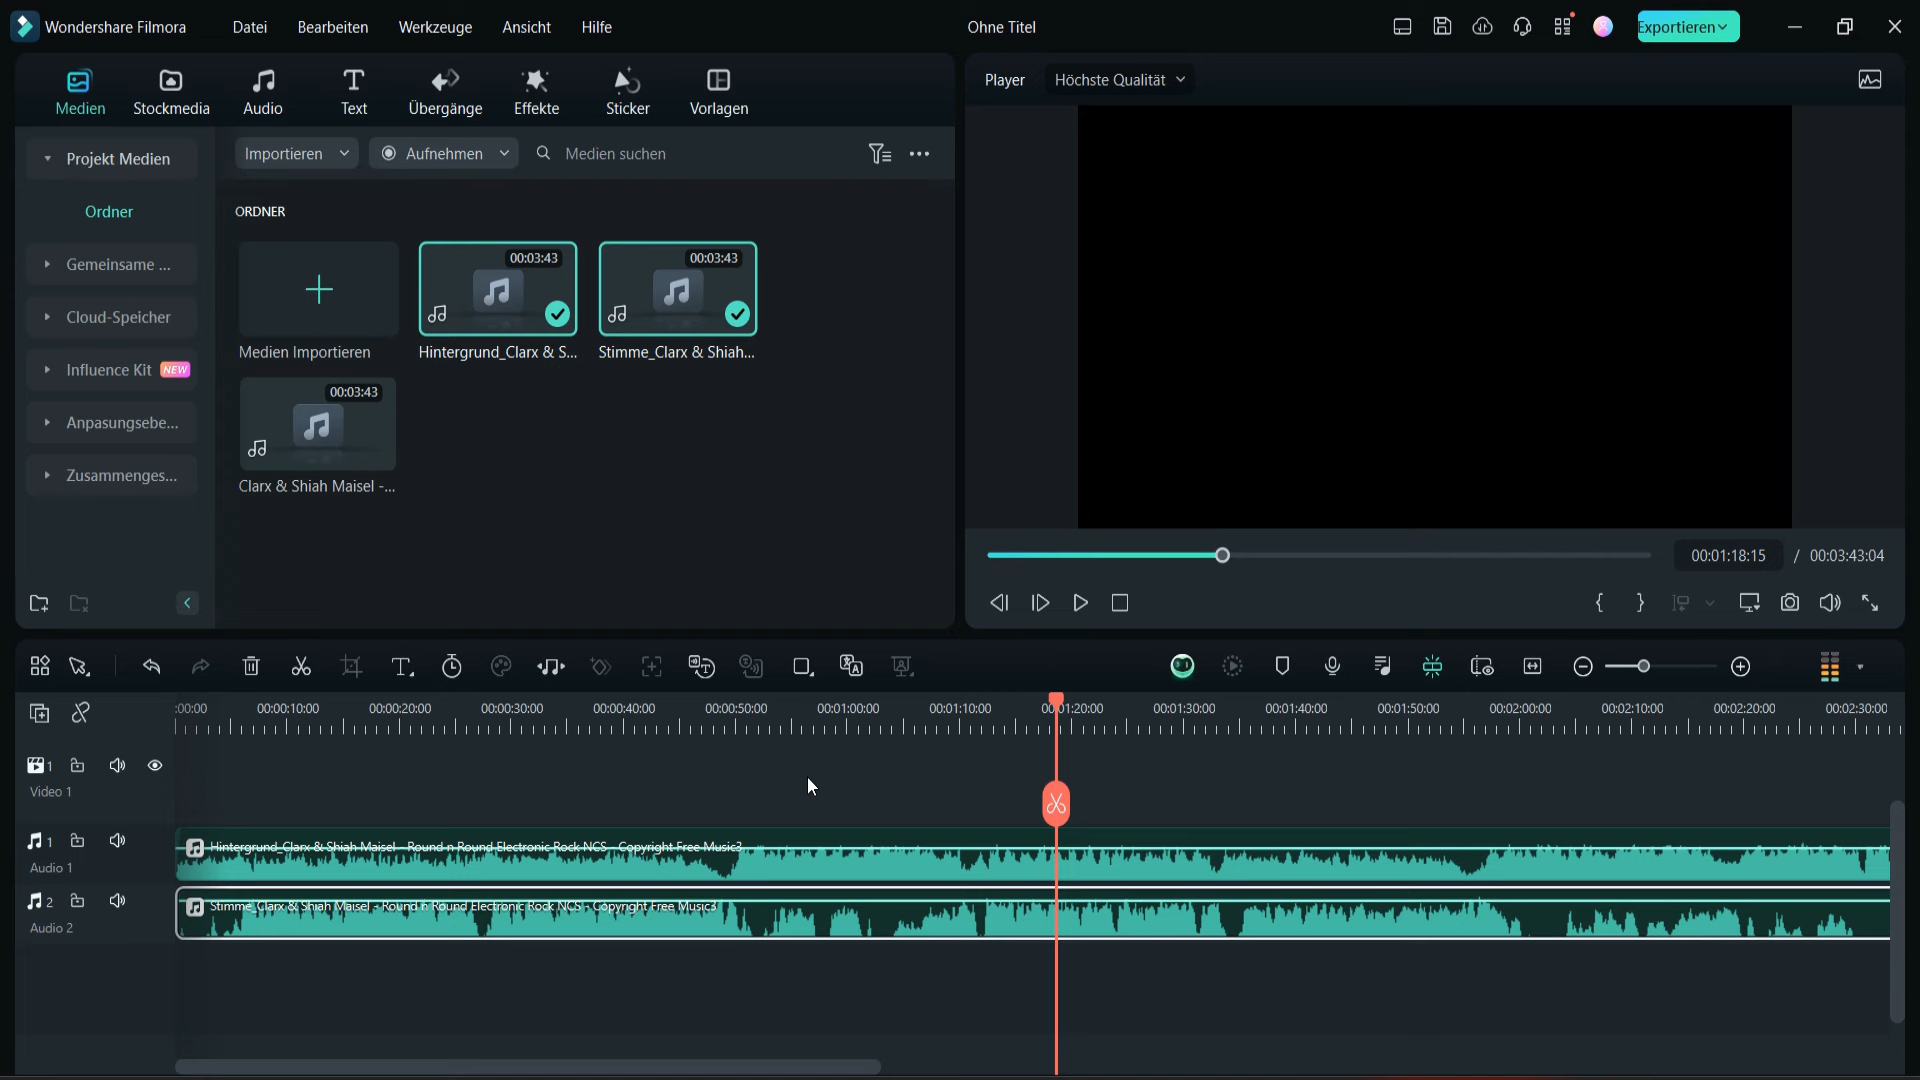 Wondershare Filmora Datei Bearbeiten Werkzeuge Ansicht Hilfe Ohne Titel Exportieren
Medien Stockmedia Audio Text Übergänge Effekte Sticker Vorlagen
Player Höchste Qualität
Projekt Medien
Ordner
Gemeinsame ...
Cloud-Speicher
Influence Kit NEW
Anpasungsebe...
Zusammenges...
Importieren Aufnehmen Medien suchen
ORDNER
00:03:43 00:03:43
Medien Importieren Hintergrund_Clarx & S... Stimme_Clarx & Shiah...
00:03:43
Clarx & Shiah Maisel -...
00:01:18:15 / 00:03:43:04
:00:00 00:00:10:00 00:00:20:00 00:00:30:00 00:00:40:00 00:00:50:00 00:01:00:00 00:01:10:00 00:01:20:00 00:01:30:00 00:01:40:00 00:01:50:00 00:02:00:00 00:02:10:00 00:02:20:00 00:02:30:00
1
Video 1
1
Audio 1
Hintergrund_Clarx & Shiah Maisel - Round n Round Electronic Rock NCS - Copyright Free Music3
2
Audio 2
Stimme_Clarx & Shiah Maisel - Round n Round Electronic Rock NCS - Copyright Free Music3